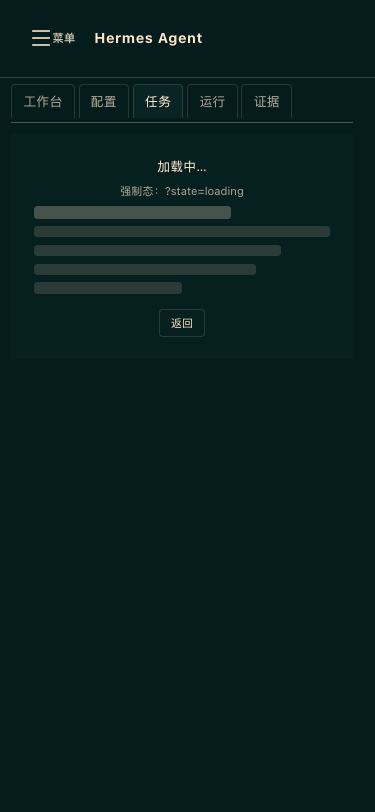 菜单 Hermes Agent
工作台 配置 任务 运行 证据
加载中...
强制态：?state=loading
返回